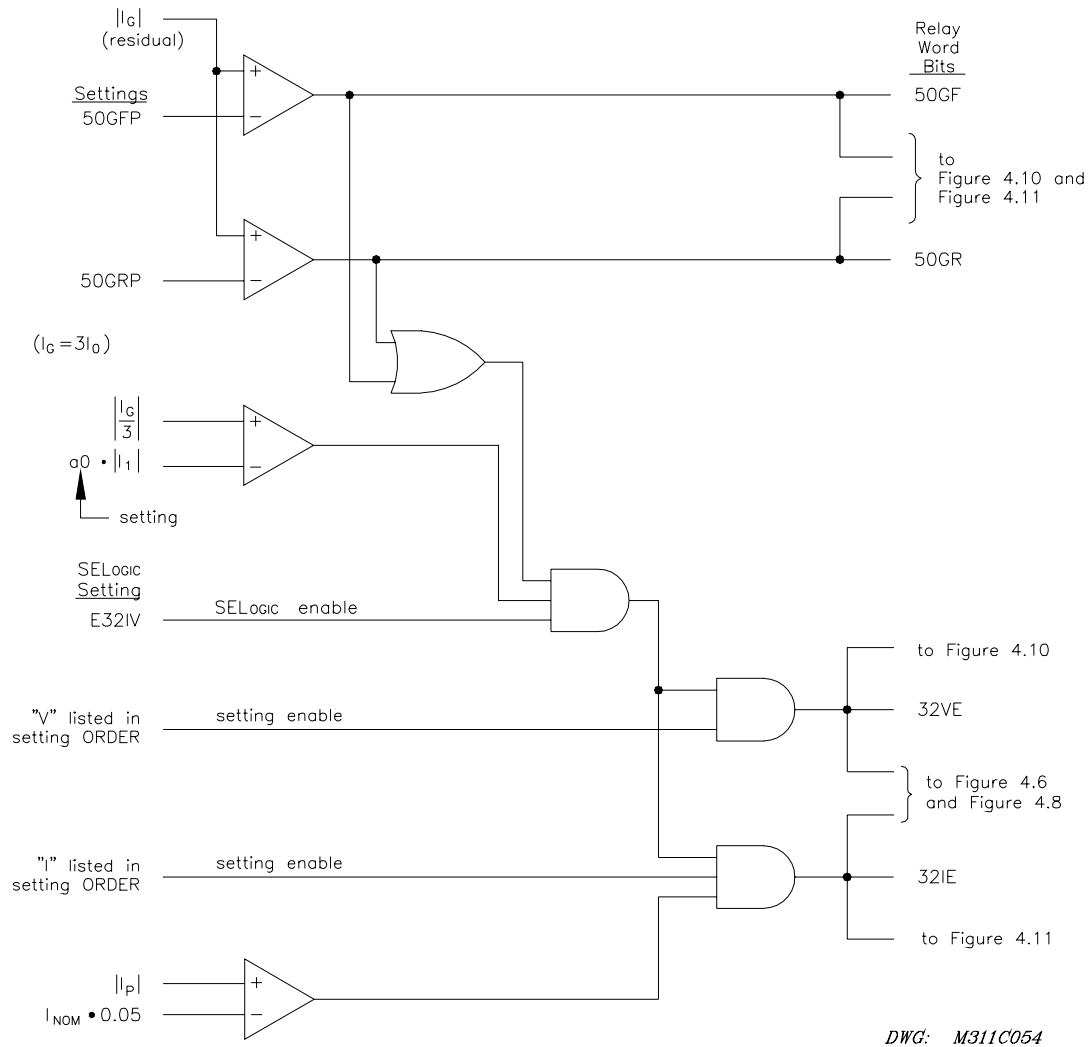 |IG|
(residual)
Relay
Word
Bits
Settings
50GFP
+
−
50GF
to
Figure 4.10 and
Figure 4.11
+
−
50GRP
50GR
(IG=3I0)
|IG/3|
+
−
a0 • |I1|
setting
SELOGIC
Setting
E32IV
SELOGIC enable
to Figure 4.10
"V" listed in
setting ORDER
setting enable
32VE
to Figure 4.6
and Figure 4.8
"I" listed in
setting ORDER
setting enable
32IE
to Figure 4.11
|IP|
+
−
INOM • 0.05
DWG: M311C054